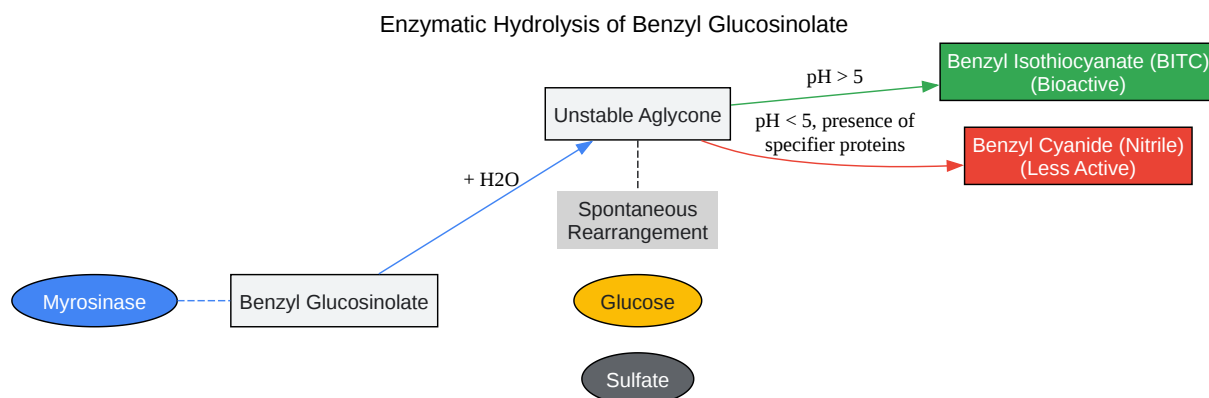 Enzymatic Hydrolysis of Benzyl Glucosinolate
Benzyl Isothiocyanate (BITC)
(Bioactive)
pH > 5
Unstable Aglycone
pH < 5, presence of
specifier proteins
Benzyl Cyanide (Nitrile)
(Less Active)
+ H2O
Spontaneous
Rearrangement
Myrosinase
Benzyl Glucosinolate
Glucose
Sulfate